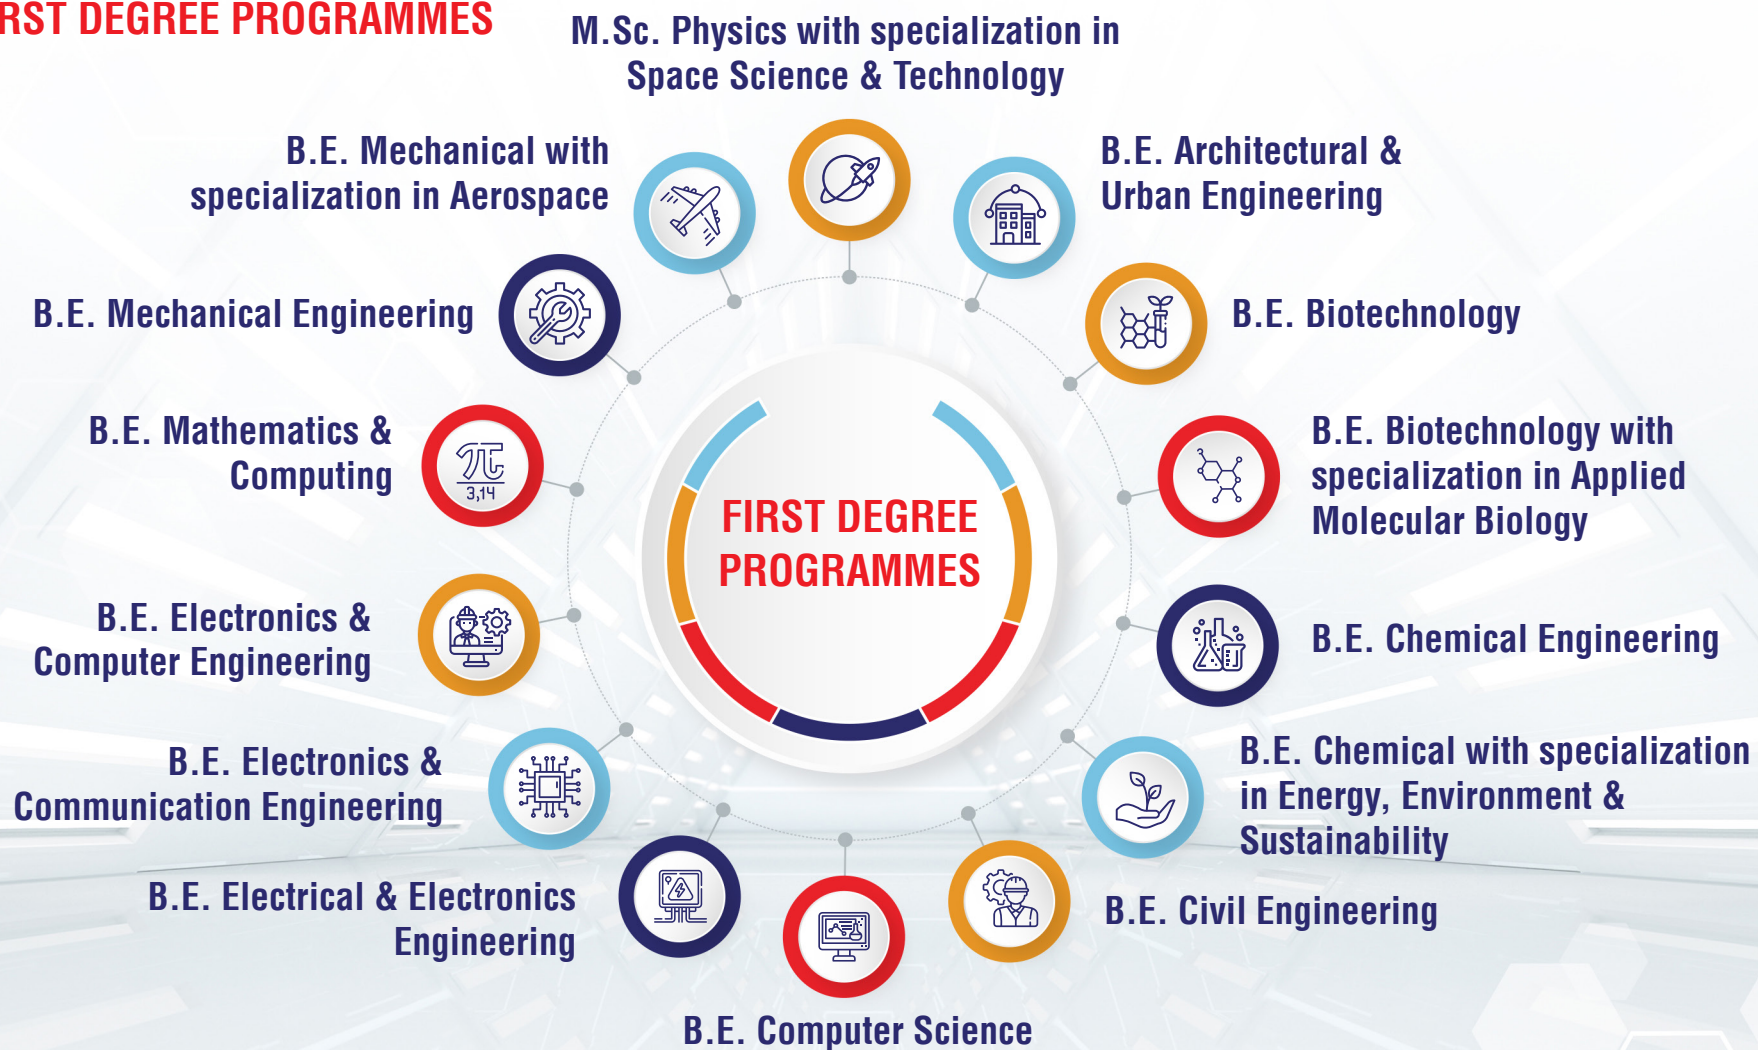 RST DEGREE PROGRAMMES
M.Sc. Physics with specialization in
Space Science & Technology
B.E. Architectural &
Urban Engineering
B.E. Biotechnology
B.E. Biotechnology with
specialization in Applied
Molecular Biology
B.E. Chemical Engineering
B.E. Chemical with specialization
in Energy, Environment &
Sustainability
B.E. Civil Engineering
B.E. Computer Science
B.E. Electrical & Electronics
Engineering
B.E. Electronics &
Communication Engineering
B.E. Electronics &
Computer Engineering
B.E. Mathematics &
Computing
π
3,14
B.E. Mechanical Engineering
B.E. Mechanical with
specialization in Aerospace
FIRST DEGREE
PROGRAMMES